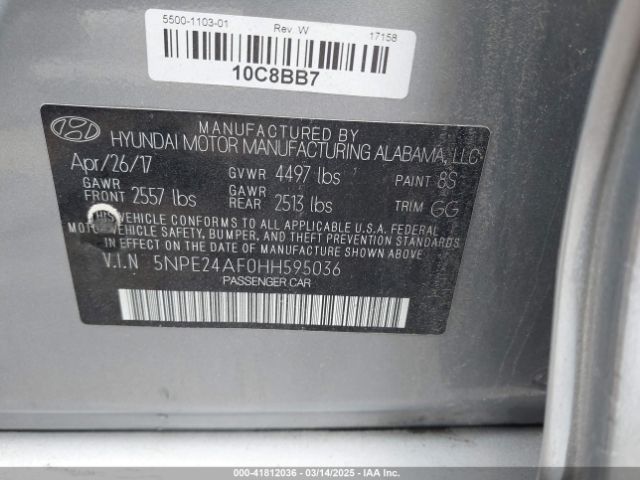 5500-1103-01 Rev. W 17158
10C8BB7
MANUFACTURED BY
HYUNDAI MOTOR MANUFACTURING ALABAMA, LLC
Apr/26/17 GVWR 4497 lbs PAINT 8S
GAWR FRONT 2557 lbs GAWR REAR 2513 lbs TRIM GG
VEHICLE CONFORMS TO ALL APPLICABLE U.S.A. FEDERAL
MOTOR VEHICLE SAFETY, BUMPER, AND THEFT STANDARDS
IN EFFECT ON THE DATE OF MANUFACTURE SHOWN ABOVE
V.I.N 5NPE24AF0HH595036
PASSENGER CAR
000-41812036 - 03/14/2025 - IAA Inc.